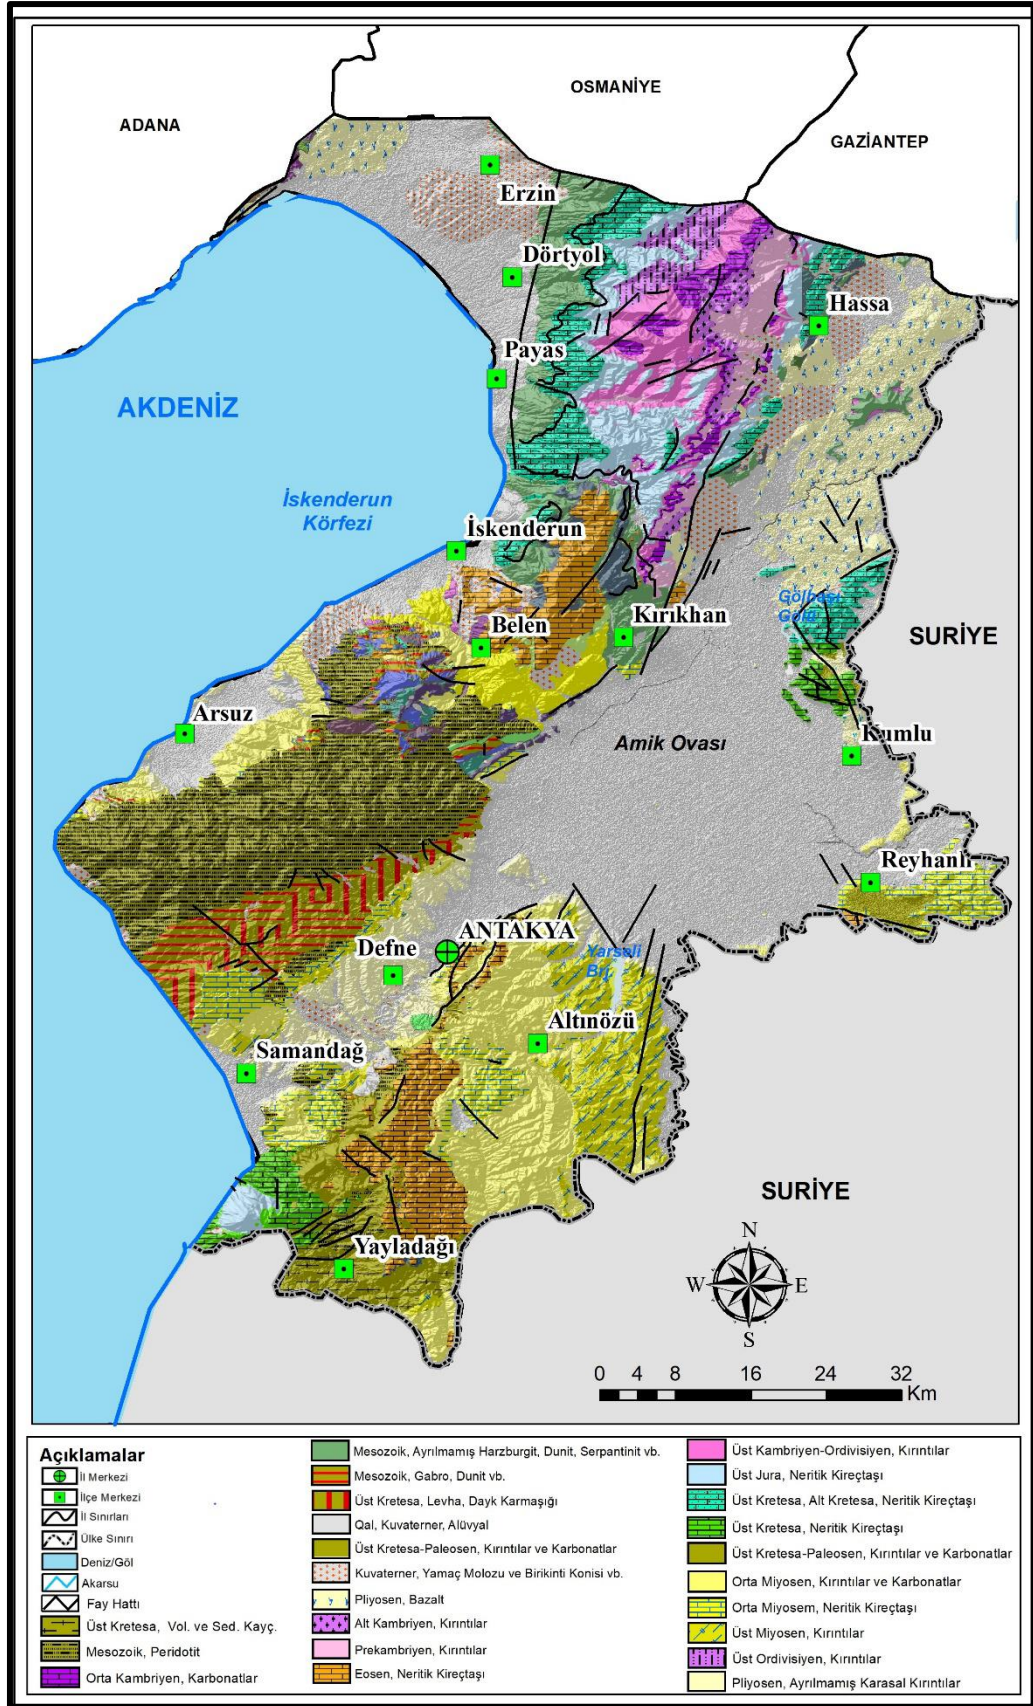 OSMANİYE
ADANA
GAZİANTEP
Erzin
Dörtyol
Hassa
Payas
AKDENİZ
İskenderun
Körfezi
İskenderun
Gölbaşı
Gölü
Belen
Kırıkhan
SURİYE
Arsuz
Amik Ovası
Kumlu
Reyhanlı
ANTAKYA
Defne
Yarseli
Brj.
Altınözü
Samandağ
SURİYE
Yayladağı
N
W E
S
0 4 8 16 24 32
Km
Açıklamalar
İl Merkezi
İlçe Merkezi
İl Sınırları
Ülke Sınırı
Deniz/Göl
Akarsu
Fay Hattı
Üst Kretesa, Vol. ve Sed. Kayç.
Mesozoik, Peridotit
Orta Kambriyen, Karbonatlar
Mesozoik, Ayrılmamış Harzburgit, Dunit, Serpantinit vb.
Mesozoik, Gabro, Dunit vb.
Üst Kretesa, Levha, Dayk Karmaşığı
Qal, Kuvaterner, Alüvyal
Üst Kretesa-Paleosen, Kırıntılar ve Karbonatlar
Kuvaterner, Yamaç Molozu ve Birikinti Konisi vb.
Pliyosen, Bazalt
Alt Kambriyen, Kırıntılar
Prekambriyen, Kırıntılar
Eosen, Neritik Kireçtaşı
Üst Kambriyen-Ordivisiyen, Kırıntılar
Üst Jura, Neritik Kireçtaşı
Üst Kretesa, Alt Kretesa, Neritik Kireçtaşı
Üst Kretesa, Neritik Kireçtaşı
Üst Kretesa-Paleosen, Kırıntılar ve Karbonatlar
Orta Miyosen, Kırıntılar ve Karbonatlar
Orta Miyosem, Neritik Kireçtaşı
Üst Miyosen, Kırıntılar
Üst Ordivisiyen, Kırıntılar
Pliyosen, Ayrılmamış Karasal Kırıntılar